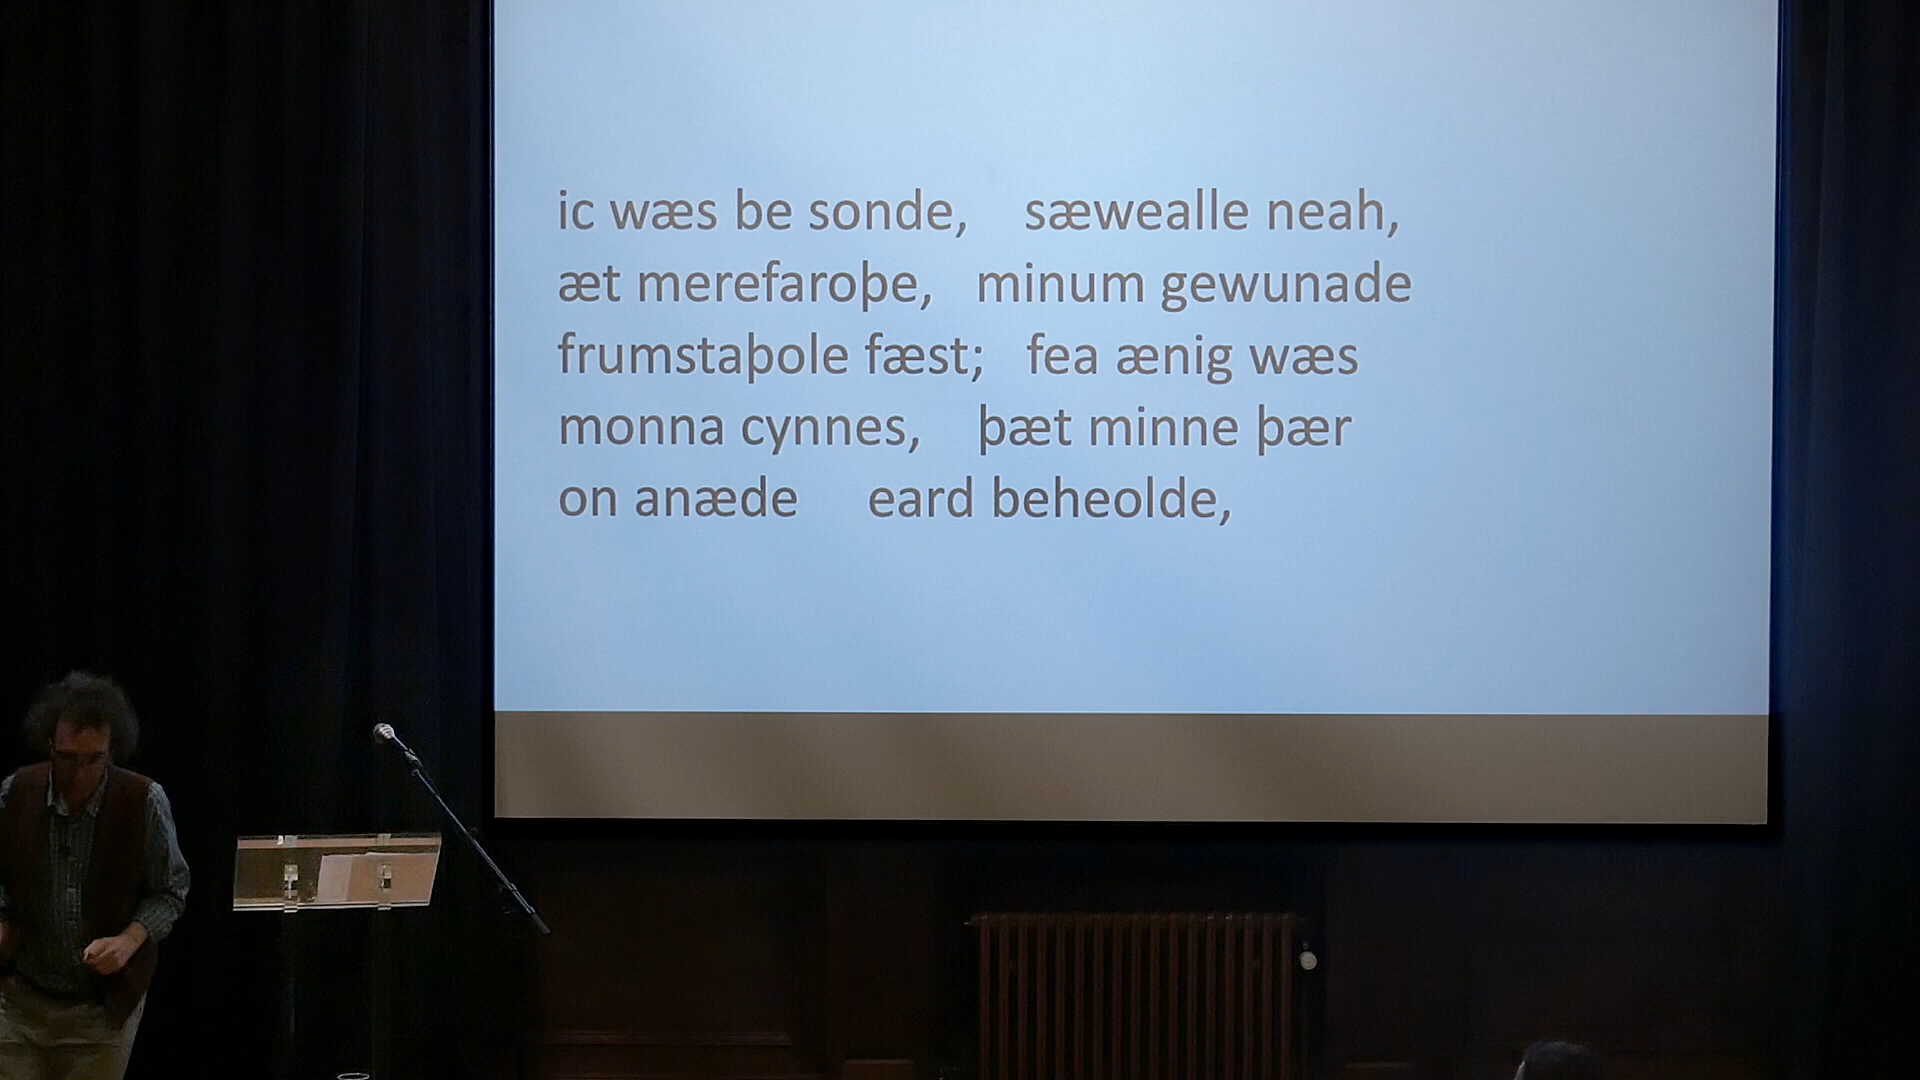 ic wæs be sonde, sæwealle neah,
æt merefaroþe, minum gewunade
frumstaþole fæst; fea ænig wæs
monna cynnes, þæt minne þær
on anæde eard beheolde,